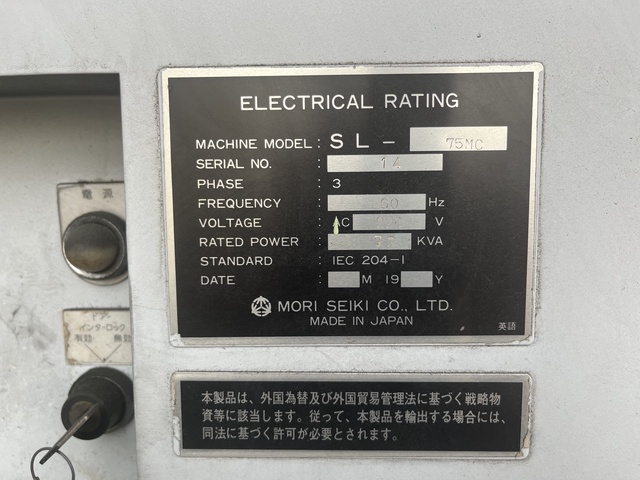 ELECTRICAL RATING
MACHINE MODEL : SL- 75MC
SERIAL NO. : 14
PHASE : 3
FREQUENCY : 60 Hz
VOLTAGE : AC V
RATED POWER : KVA
STANDARD : IEC 204-1
DATE : M 19 Y
MORI SEIKI CO., LTD.
MADE IN JAPAN
英語
電源
ドア
インターロック
有効 無効
本製品は、外国為替及び外国貿易管理法に基づく戦略物
資等に該当します。従って、本製品を輸出する場合には、
同法に基づく許可が必要とされます。